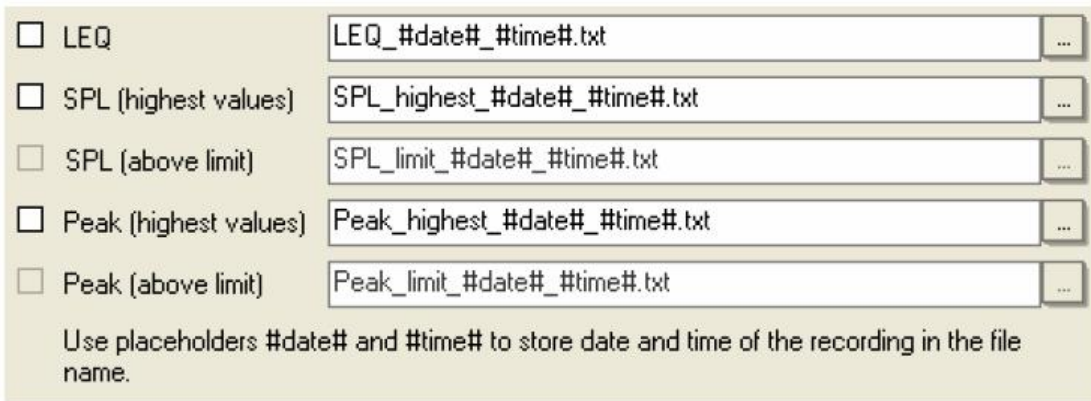 LEQ LEQ_#date#_#time#.txt ...
SPL (highest values) SPL_highest_#date#_#time#.txt ...
SPL (above limit) SPL_limit_#date#_#time#.txt ...
Peak (highest values) Peak_highest_#date#_#time#.txt ...
Peak (above limit) Peak_limit_#date#_#time#.txt ...
Use placeholders #date# and #time# to store date and time of the recording in the file
name.